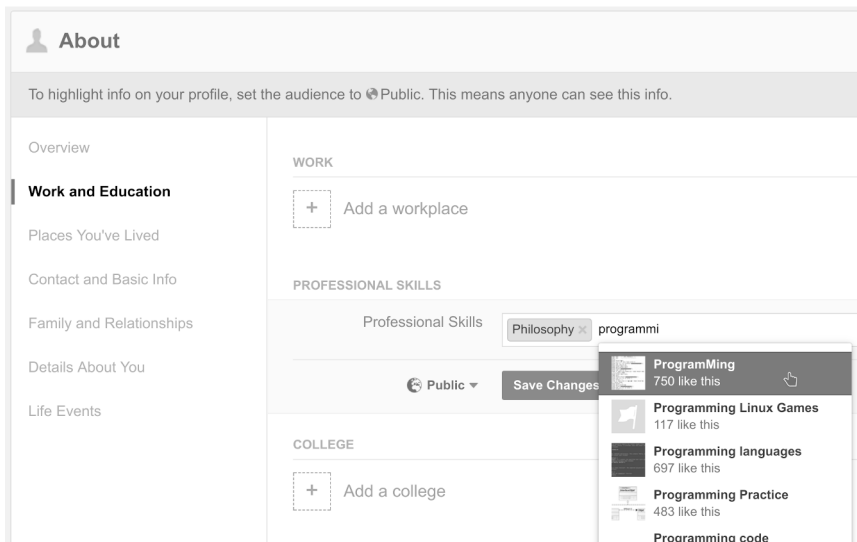 About
To highlight info on your profile, set the audience to Public. This means anyone can see this info.
Overview
Work and Education
Places You've Lived
Contact and Basic Info
Family and Relationships
Details About You
Life Events
WORK
+ Add a workplace
PROFESSIONAL SKILLS
Professional Skills Philosophy × programmi
Public Save Changes
ProgramMing
750 like this
Programming Linux Games
117 like this
Programming languages
697 like this
Programming Practice
483 like this
Programming code
COLLEGE
+ Add a college